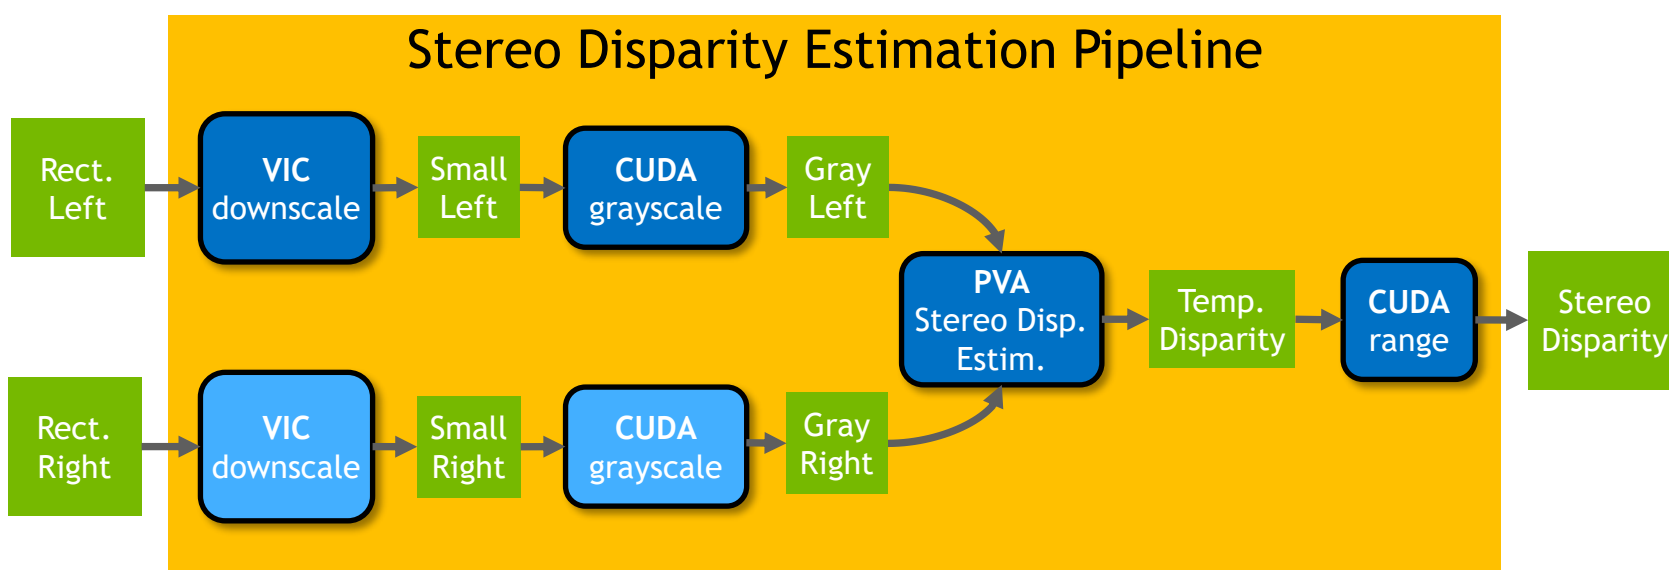 Stereo Disparity Estimation Pipeline
Rect.
Left
VIC
downscale
Small
Left
CUDA
grayscale
Gray
Left
PVA
Stereo Disp.
Estim.
Temp.
Disparity
CUDA
range
Stereo
Disparity
Rect.
Right
VIC
downscale
Small
Right
CUDA
grayscale
Gray
Right